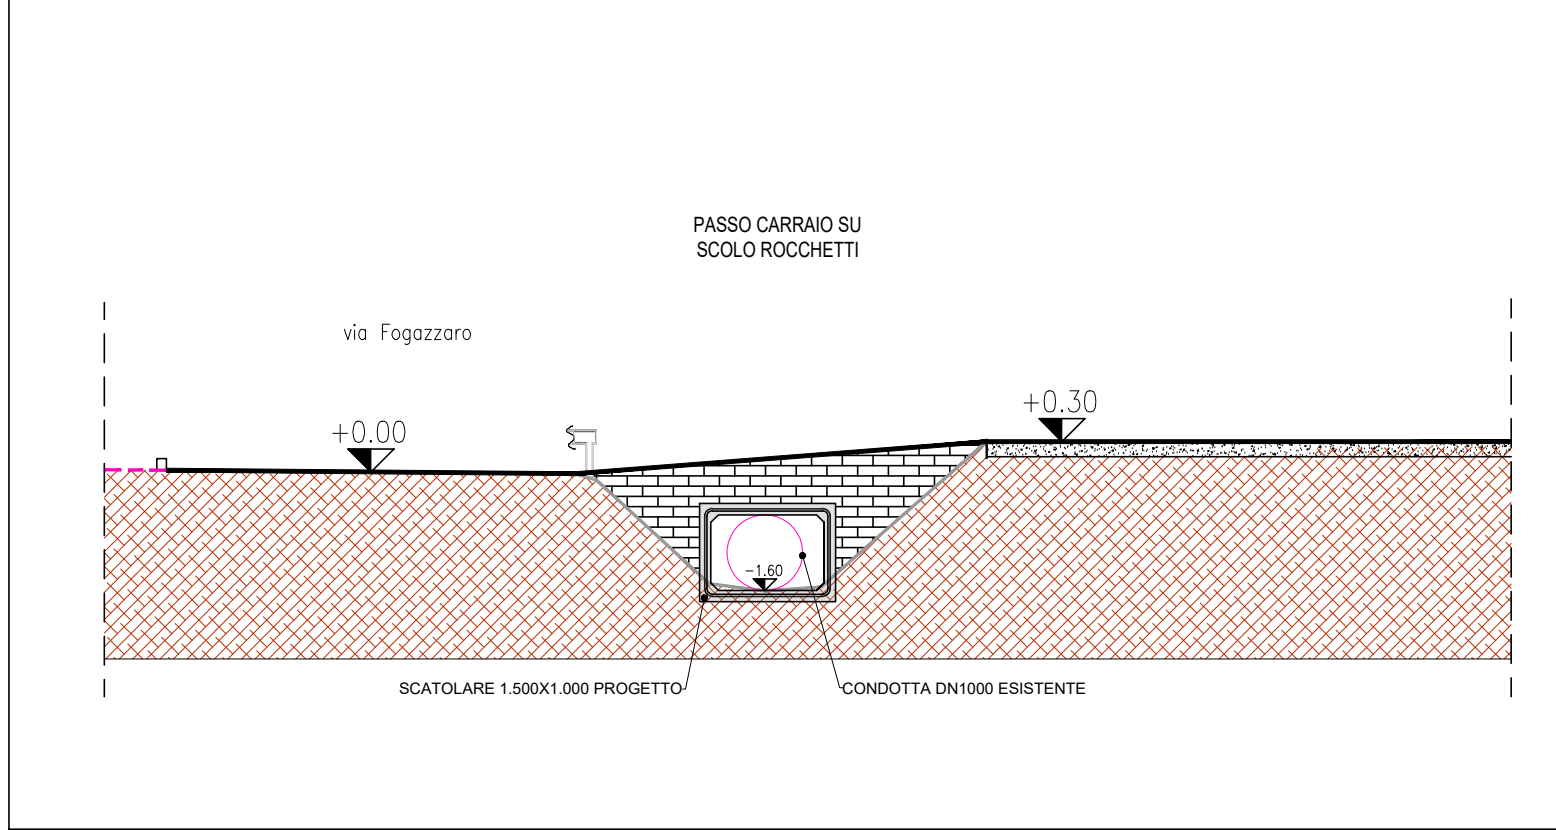 PASSO CARRAIO SU
SCOLO ROCCHETTI
via Fogazzaro
+0.30
+0.00
-1.60
SCATOLARE 1.500X1.000 PROGETTO
CONDOTTA DN1000 ESISTENTE